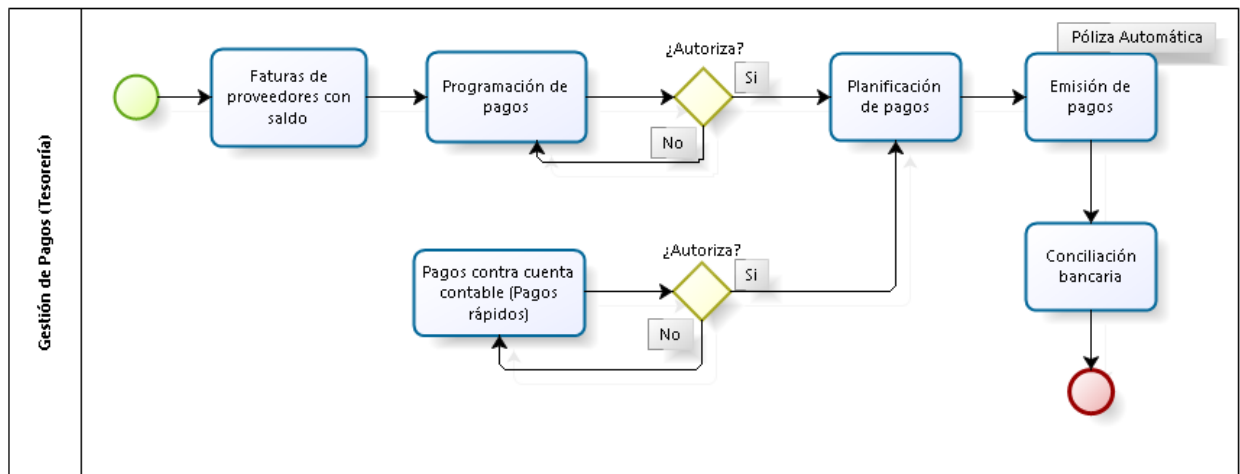 Gestión de Pagos (Tesorería)
Faturas de
proveedores con
saldo
Programación de
pagos
¿Autoriza?
Si
No
Planificación
de pagos
Póliza Automática
Emisión de
pagos
Pagos contra cuenta
contable (Pagos
rápidos)
¿Autoriza?
Si
No
Conciliación
bancaria